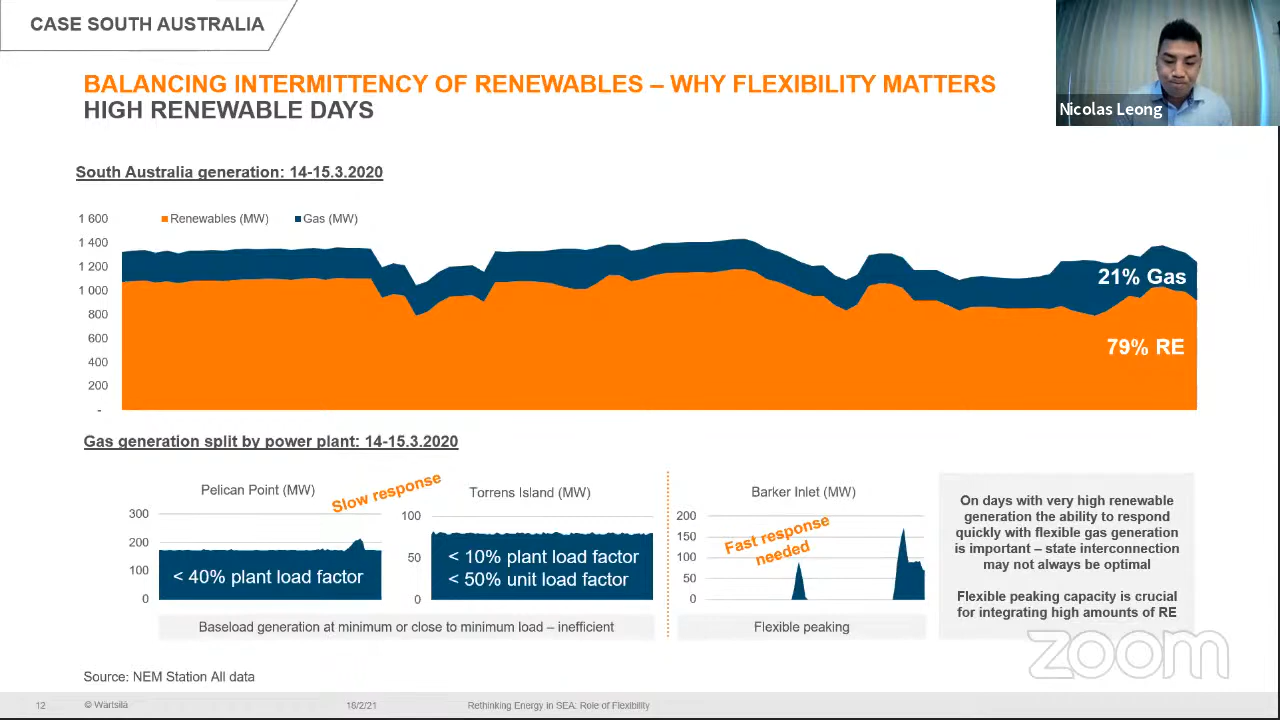 CASE SOUTH AUSTRALIA
BALANCING INTERMITTENCY OF RENEWABLES – WHY FLEXIBILITY MATTERS
HIGH RENEWABLE DAYS
Nicolas Leong
South Australia generation: 14-15.3.2020
1 600
1 400
1 200
1 000
800
600
400
200
-
Renewables (MW)
Gas (MW)
21% Gas
79% RE
Gas generation split by power plant: 14-15.3.2020
Pelican Point (MW)
Slow response
300
200
100
0
< 40% plant load factor
Torrens Island (MW)
100
50
0
< 10% plant load factor
< 50% unit load factor
Baseload generation at minimum or close to minimum load – inefficient
Barker Inlet (MW)
200
150
100
50
0
Fast response
needed
Flexible peaking
On days with very high renewable
generation the ability to respond
quickly with flexible gas generation
is important – state interconnection
may not always be optimal
Flexible peaking capacity is crucial
for integrating high amounts of RE
zoom
Source: NEM Station All data
12
© Wärtsilä
18/2/21
Rethinking Energy in SEA: Role of Flexibility